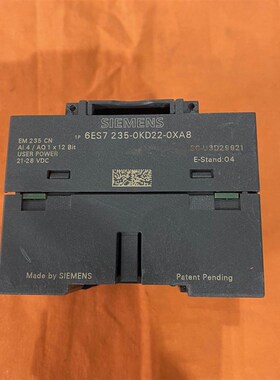 SIEMENS
1P 6ES7 235-0KD22-0XA8
EM 235 CN
AI 4 / AQ 1 x 12 Bit
USER POWER
21-28 VDC
E-Stand: 04
Made by SIEMENS
Patent Pending